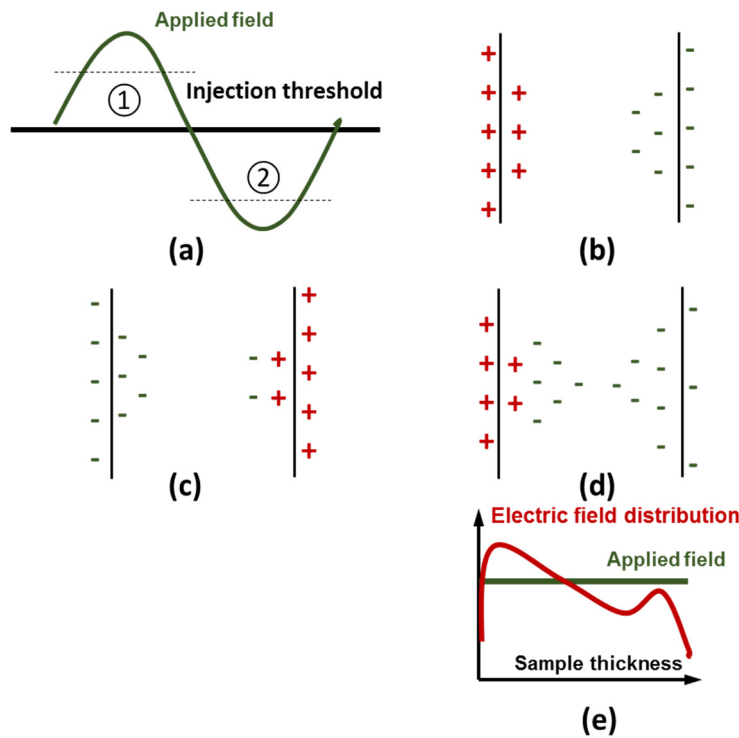 Applied field
①
Injection threshold
②
(a)
(b)
(c)
(d)
Electric field distribution
Applied field
Sample thickness
(e)